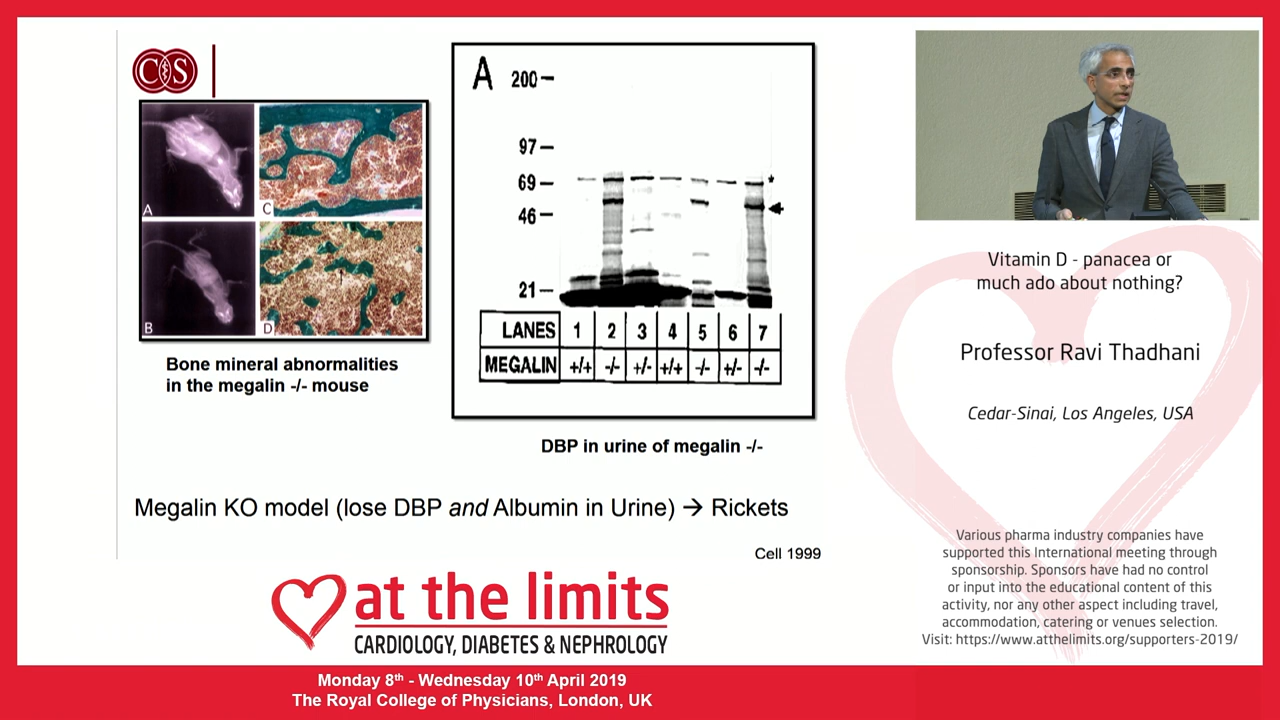 CS
A
C
B
D
Bone mineral abnormalities
in the megalin -/- mouse
A
200
97
69
46
21
*
LANES 1 2 3 4 5 6 7
MEGALIN +/+ -/- +/- +/+ -/- +/- -/-
DBP in urine of megalin -/-
Megalin KO model (lose DBP and Albumin in Urine) → Rickets
Cell 1999
at the limits
CARDIOLOGY, DIABETES & NEPHROLOGY
Monday 8th - Wednesday 10th April 2019
The Royal College of Physicians, London, UK
Vitamin D - panacea or
much ado about nothing?
Professor Ravi Thadhani
Cedar-Sinai, Los Angeles, USA
Various pharma industry companies have
supported this International meeting through
sponsorship. Sponsors have had no control
or input into the educational content of this
activity, nor any other aspect including travel,
accommodation, catering or venues selection.
Visit: https://www.atthelimits.org/supporters-2019/